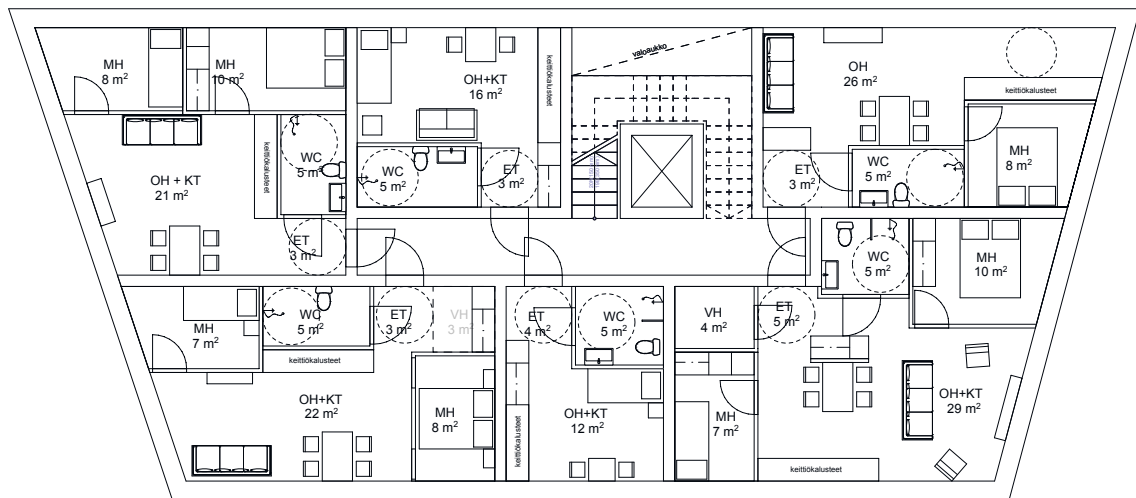 valoaukko
MH
8 m²
MH
10 m²
OH+KT
16 m²
keittiökalusteet
OH
26 m²
keittiökalusteet
WC
5 m²
keittiökalusteet
OH + KT
21 m²
WC
5 m²
ET
3 m²
ET
3 m²
WC
5 m²
MH
8 m²
ET
3 m²
WC
5 m²
MH
10 m²
MH
7 m²
WC
5 m²
ET
3 m²
VH
3 m²
ET
4 m²
WC
5 m²
VH
4 m²
ET
5 m²
keittiökalusteet
OH+KT
22 m²
MH
8 m²
keittiökalusteet
OH+KT
12 m²
MH
7 m²
OH+KT
29 m²
keittiökalusteet